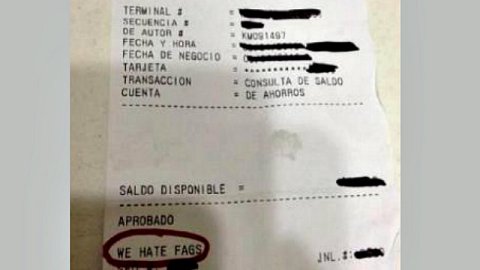 TERMINAL # =
SECUENCIA # =
DE AUTOR # = KM091497
FECHA Y HORA =
FECHA DE NEGOCIO =
TARJETA =
TRANSACCION = CONSULTA DE SALDO
CUENTA = DE AHORROS
SALDO DISPONIBLE =
APROBADO
WE HATE FAGS
JNL.#: